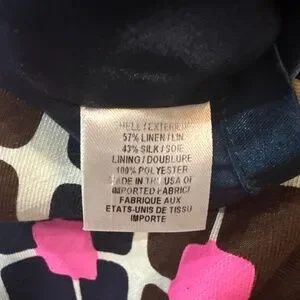 SHELL / EXTERIEUR
57% LINEN / LIN
43% SILK / SOIE
LINING / DOUBLURE
100% POLYESTER
MADE IN THE USA OF
IMPORTED FABRIC /
FABRIQUE AUX
ETATS-UNIS DE TISSU
IMPORTE